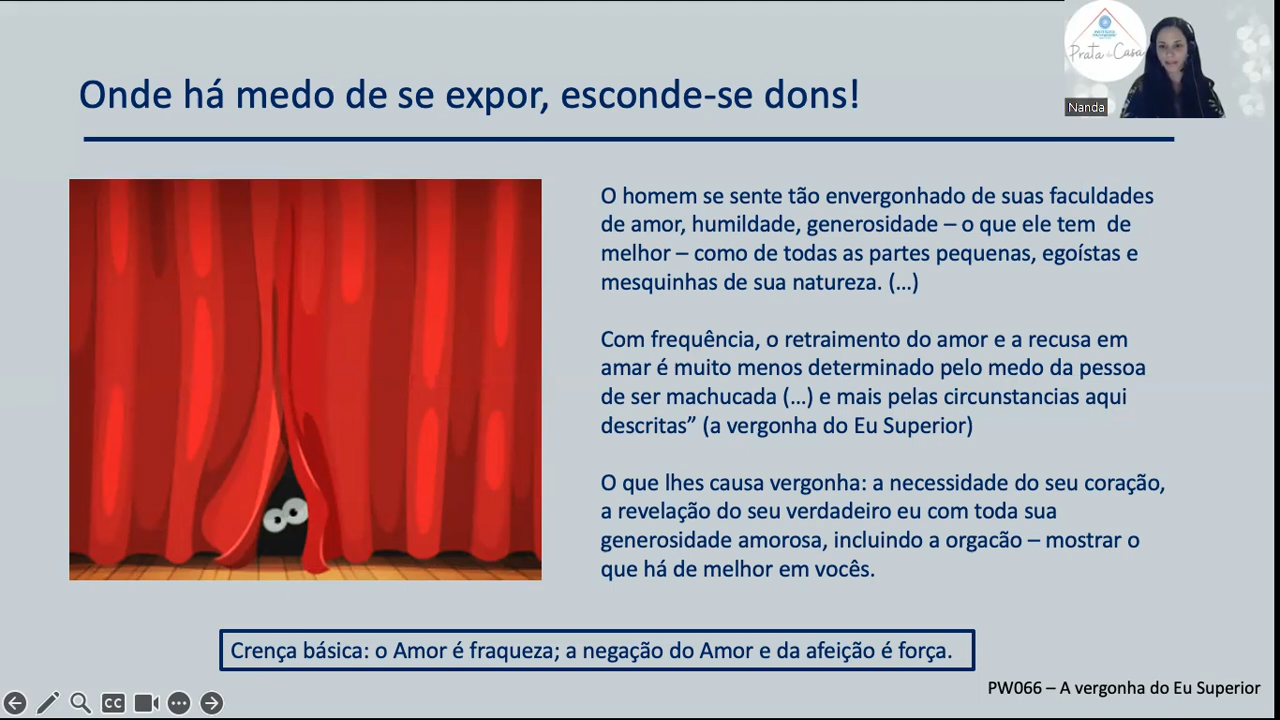 Prata da Casa
Nanda
Onde há medo de se expor, esconde-se dons!
O homem se sente tão envergonhado de suas faculdades
de amor, humildade, generosidade – o que ele tem  de
melhor – como de todas as partes pequenas, egoístas e
mesquinhas de sua natureza. (...)
Com frequência, o retraimento do amor e a recusa em
amar é muito menos determinado pelo medo da pessoa
de ser machucada (...) e mais pelas circunstancias aqui
descritas” (a vergonha do Eu Superior)
O que lhes causa vergonha: a necessidade do seu coração,
a revelação do seu verdadeiro eu com toda sua
generosidade amorosa, incluindo a orgacão – mostrar o
que há de melhor em vocês.
Crença básica: o Amor é fraqueza; a negação do Amor e da afeição é força.
PW066 – A vergonha do Eu Superior
CC